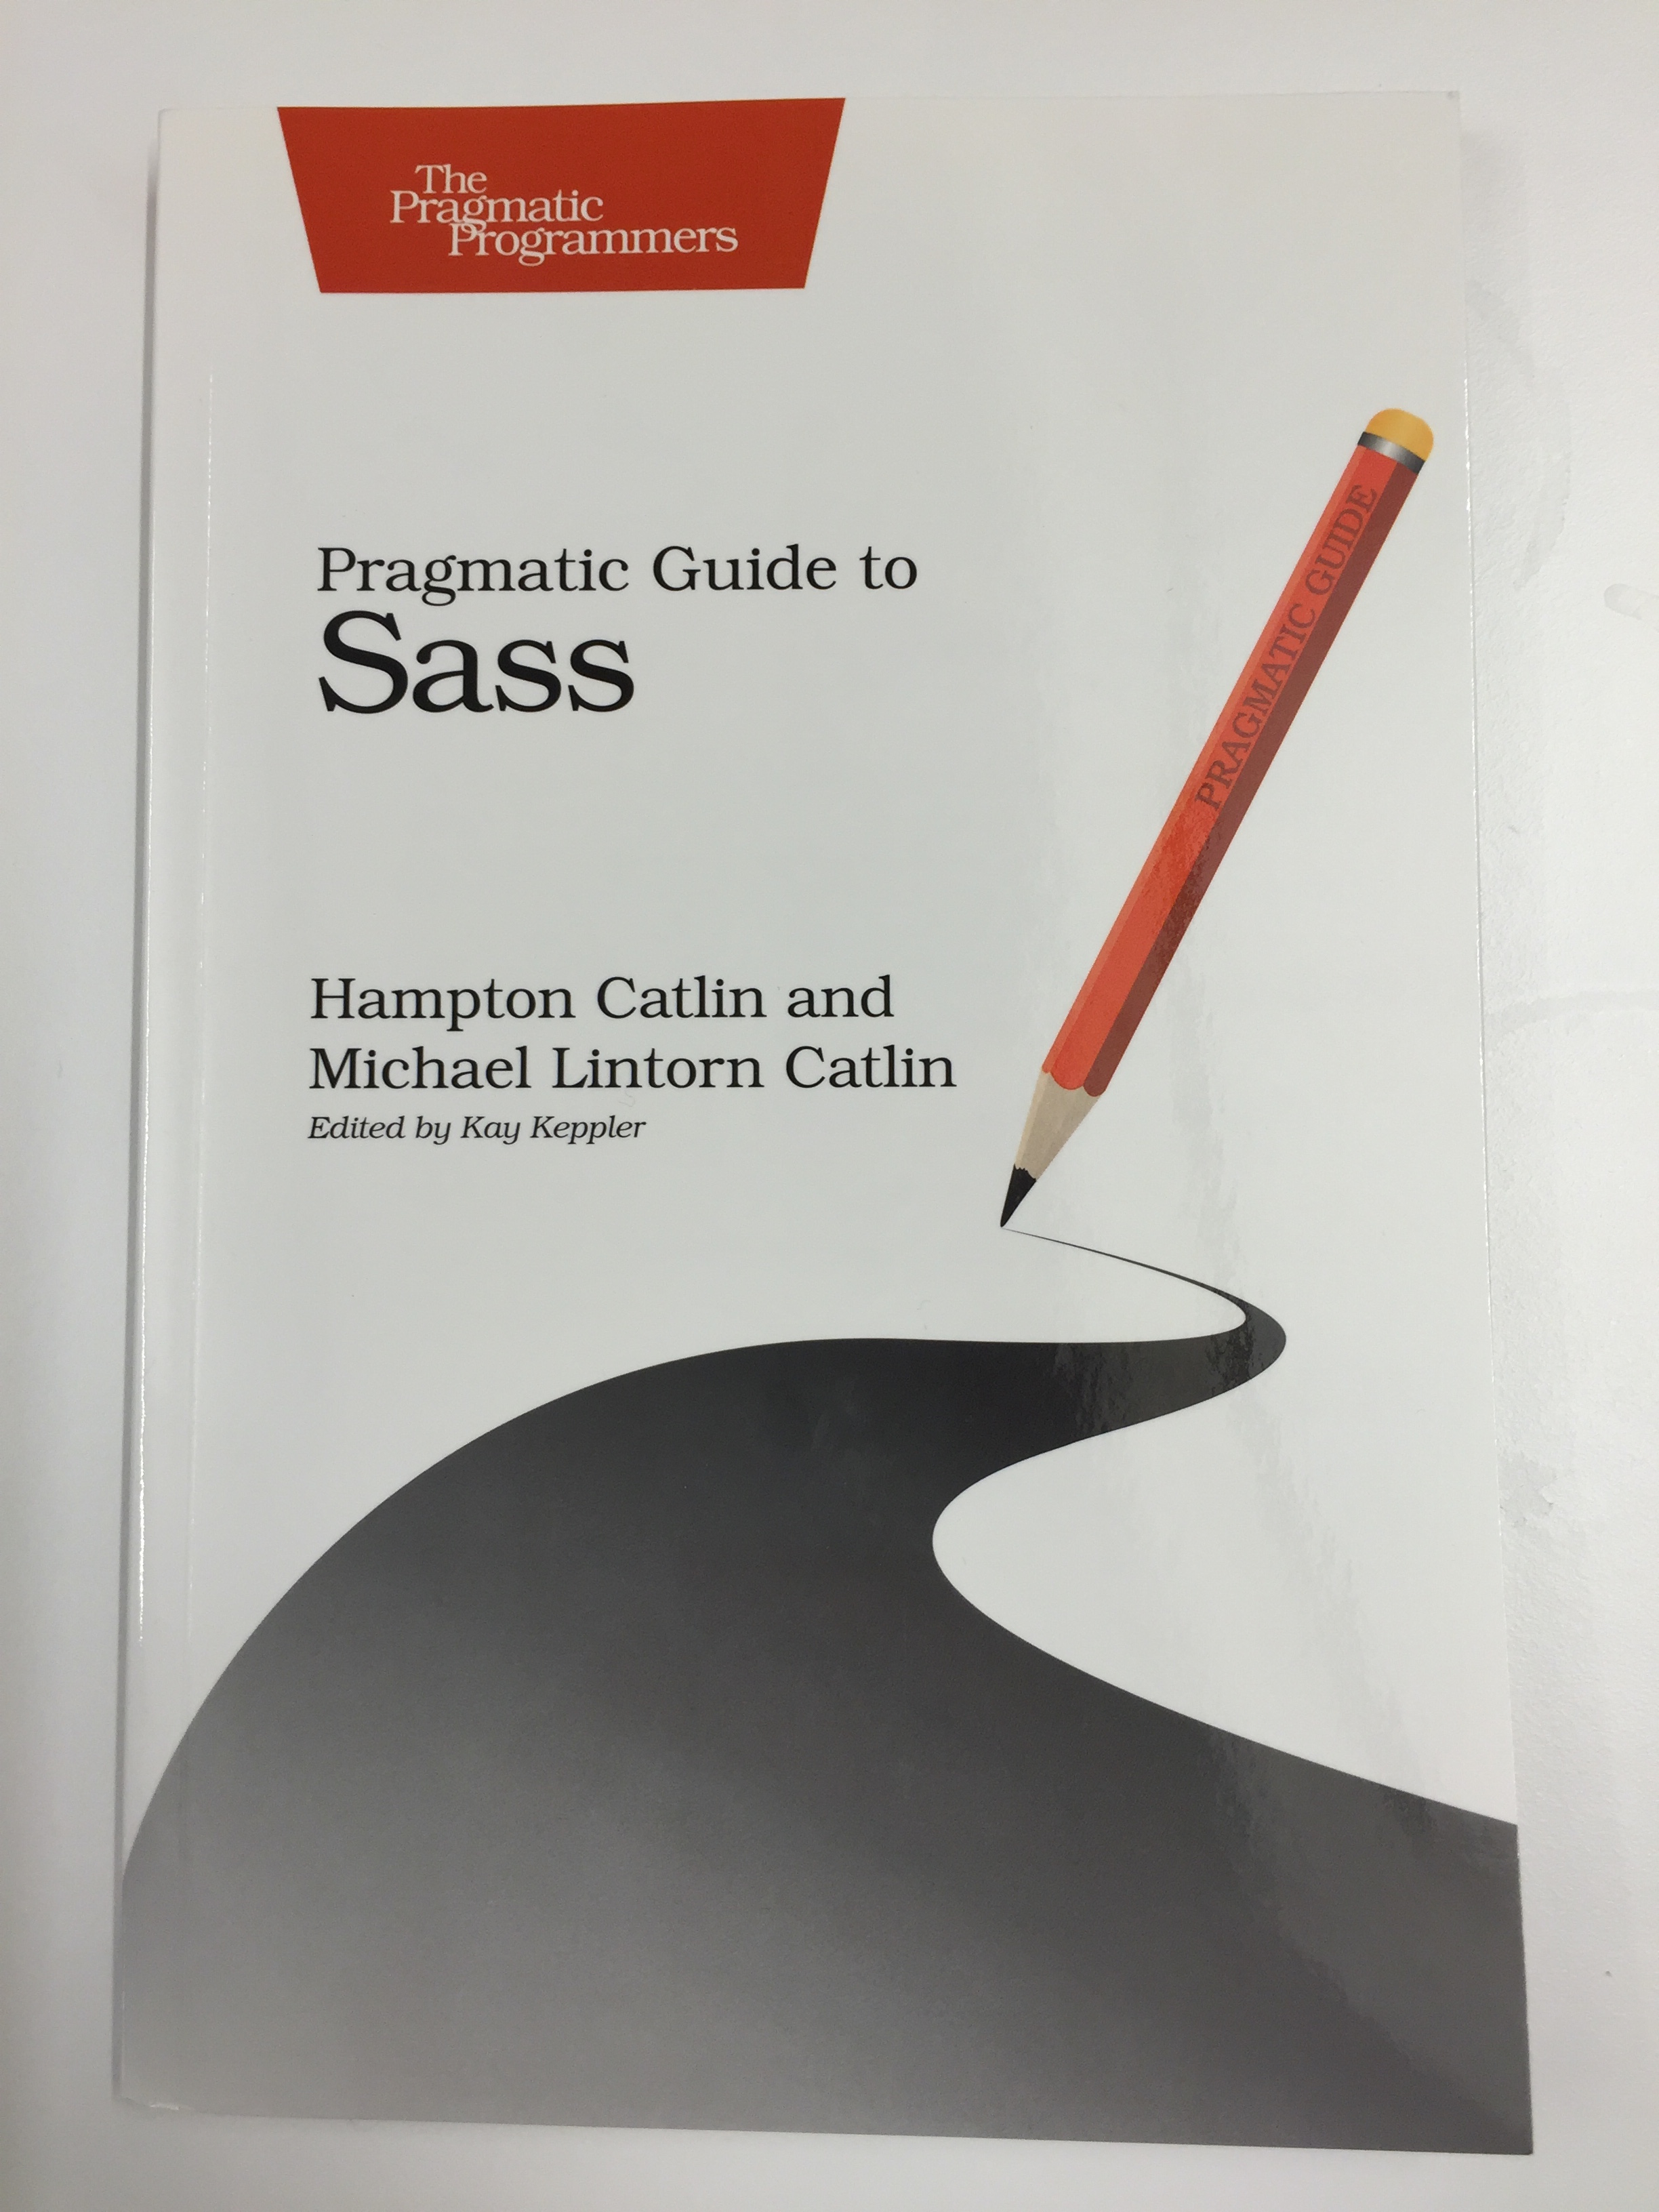 The
Pragmatic
Programmers
Pragmatic Guide to
Sass
PRAGMATIC GUIDE
Hampton Catlin and
Michael Lintorn Catlin
Edited by Kay Keppler